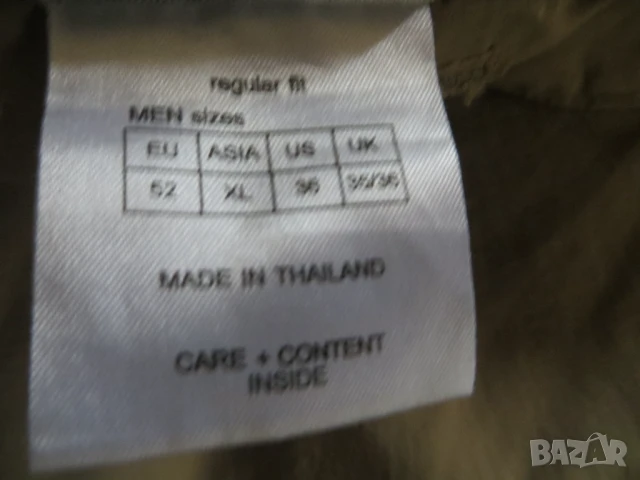 regular fit
MEN sizes
EU ASIA US UK
52 XL 36 35/36
MADE IN THAILAND
CARE + CONTENT
INSIDE
BAZAR